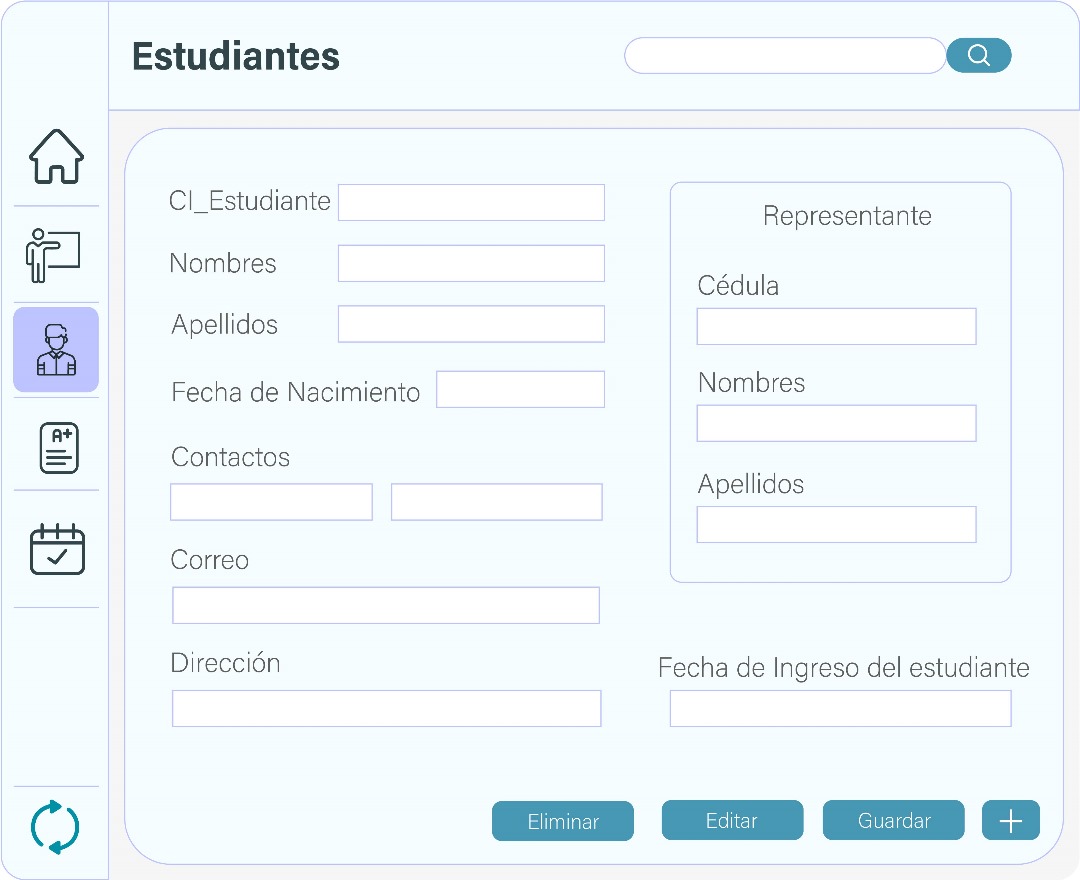 Estudiantes
CI_Estudiante
Nombres
Apellidos
Fecha de Nacimiento
Contactos
Correo
Dirección
Representante
Cédula
Nombres
Apellidos
Fecha de Ingreso del estudiante
A+
Eliminar
Editar
Guardar
+